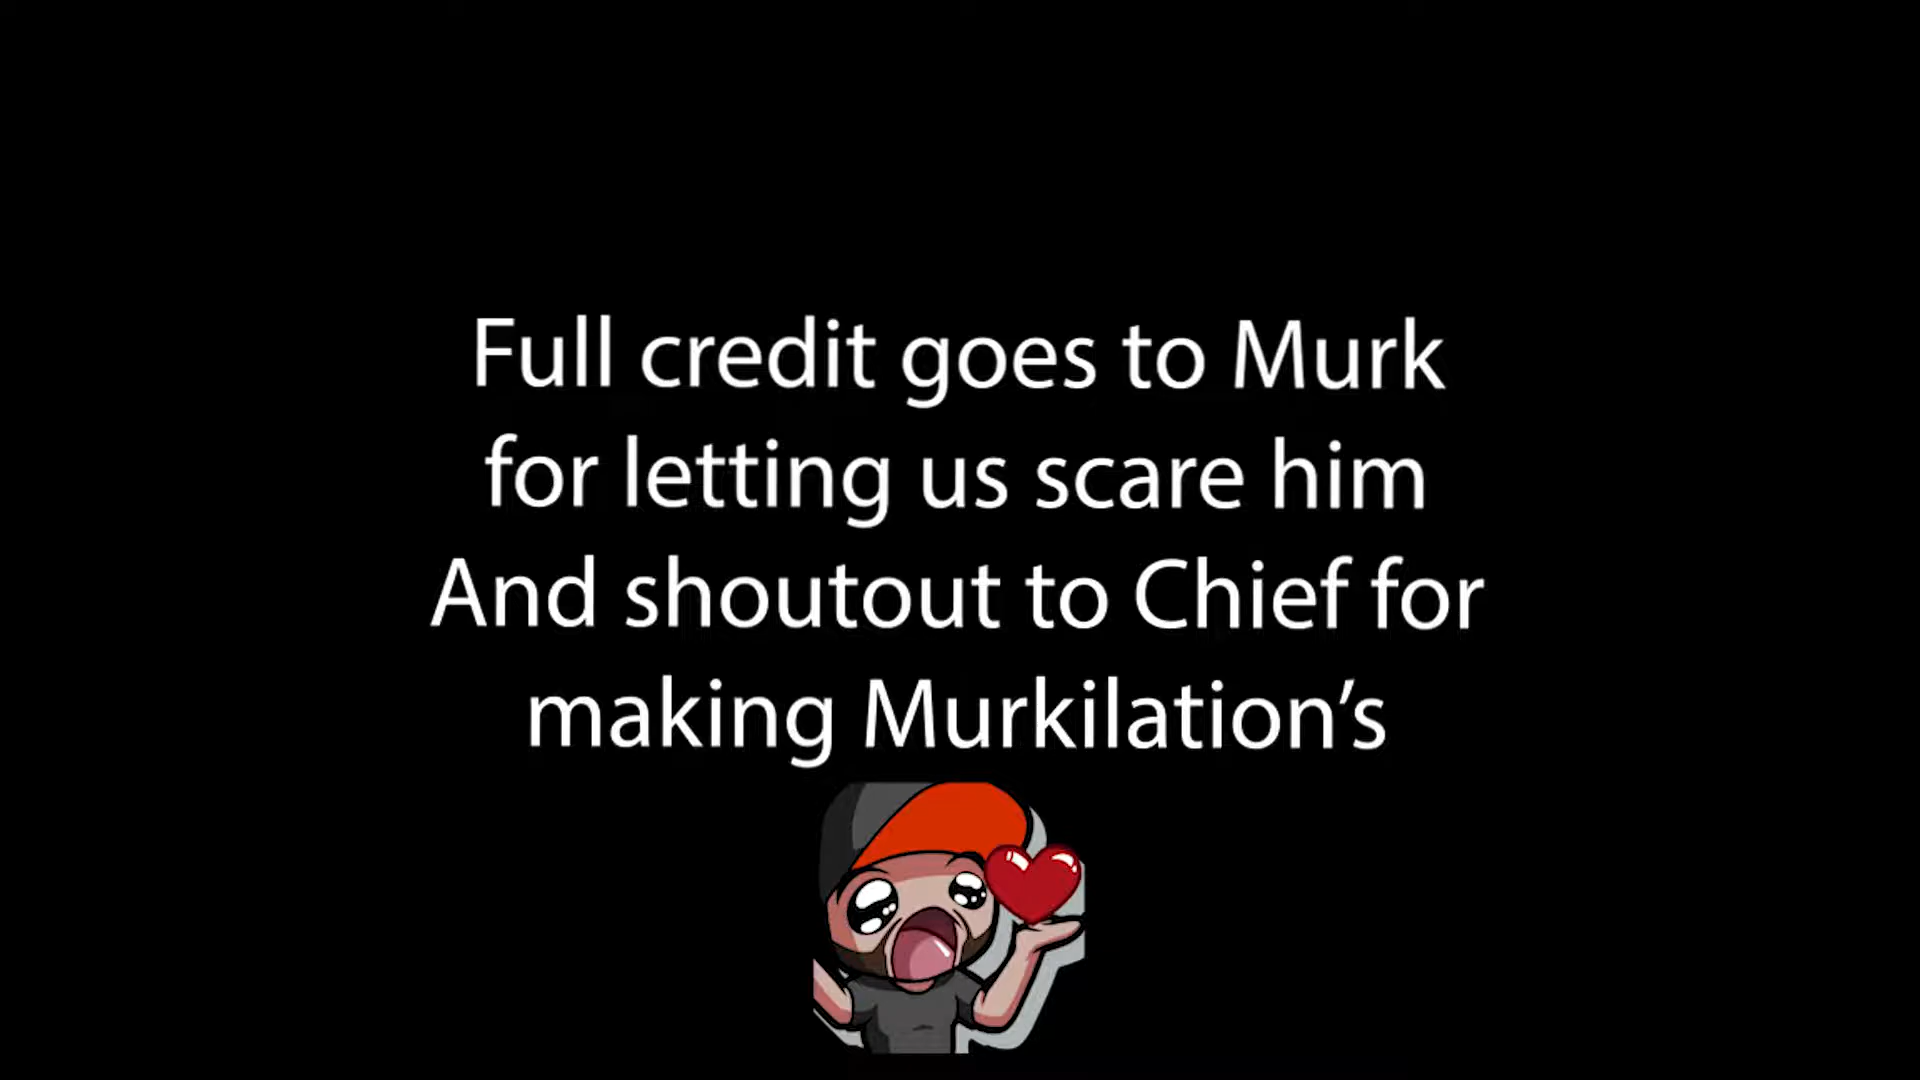 Full credit goes to Murk
for letting us scare him
And shoutout to Chief for
making Murkilation’s